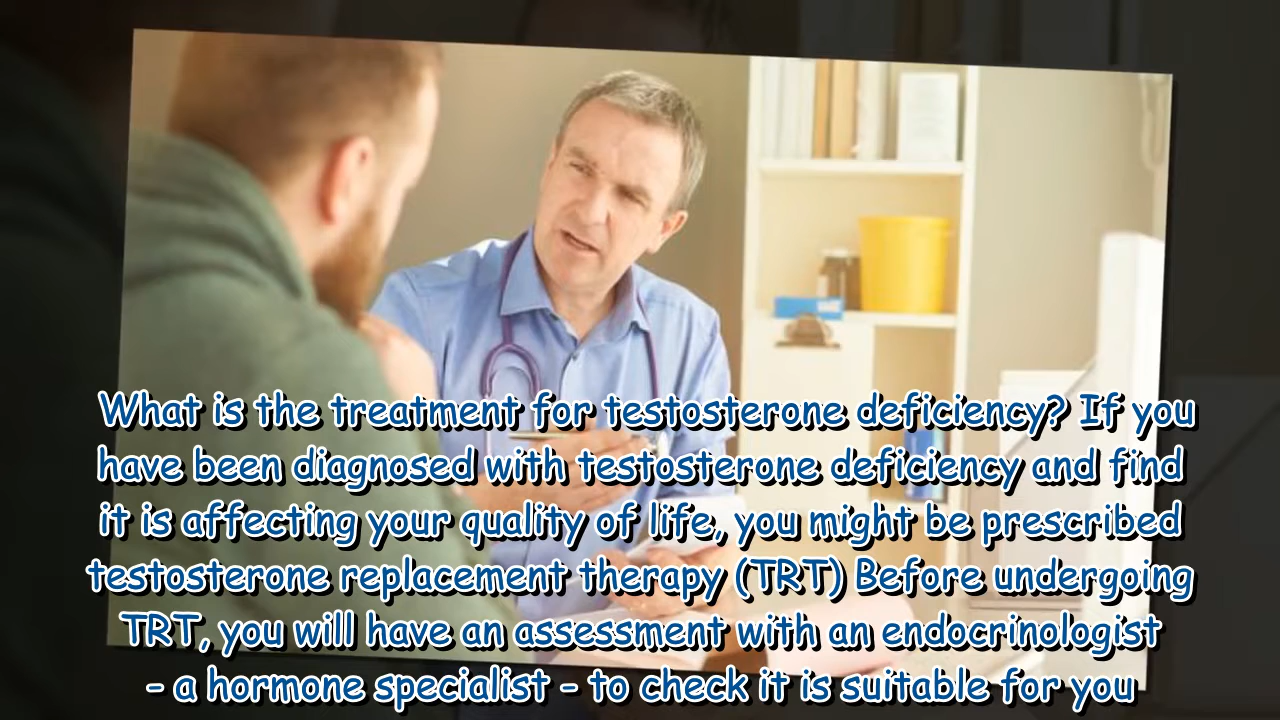 What is the treatment for testosterone deficiency? If you
have been diagnosed with testosterone deficiency and find
it is affecting your quality of life, you might be prescribed
testosterone replacement therapy (TRT) Before undergoing
TRT, you will have an assessment with an endocrinologist
- a hormone specialist - to check it is suitable for you